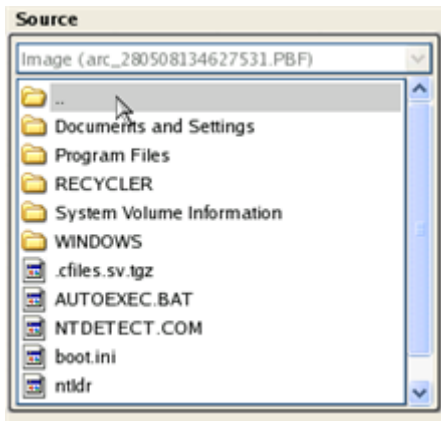 Source
Image (arc_280508134627531.PBF)
..
Documents and Settings
Program Files
RECYCLER
System Volume Information
WINDOWS
.cfiles.sv.tgz
AUTOEXEC.BAT
NTDETECT.COM
boot.ini
ntldr